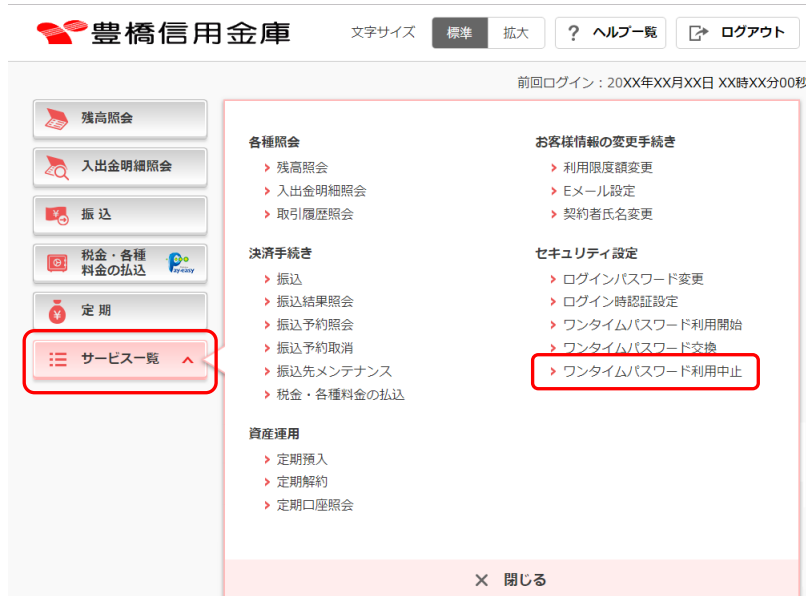 豊橋信用金庫
文字サイズ 標準 拡大 ? ヘルプ一覧 ログアウト
前回ログイン：20XX年XX月XX日 XX時XX分00秒
残高照会
入出金明細照会
振込
税金・各種
料金の払込
Pay-easy
定期
サービス一覧
各種照会
残高照会
入出金明細照会
取引履歴照会
決済手続き
振込
振込結果照会
振込予約照会
振込予約取消
振込先メンテナンス
税金・各種料金の払込
資産運用
定期預入
定期解約
定期口座照会
お客様情報の変更手続き
利用限度額変更
Eメール設定
契約者氏名変更
セキュリティ設定
ログインパスワード変更
ログイン時認証設定
ワンタイムパスワード利用開始
ワンタイムパスワード交換
ワンタイムパスワード利用中止
× 閉じる